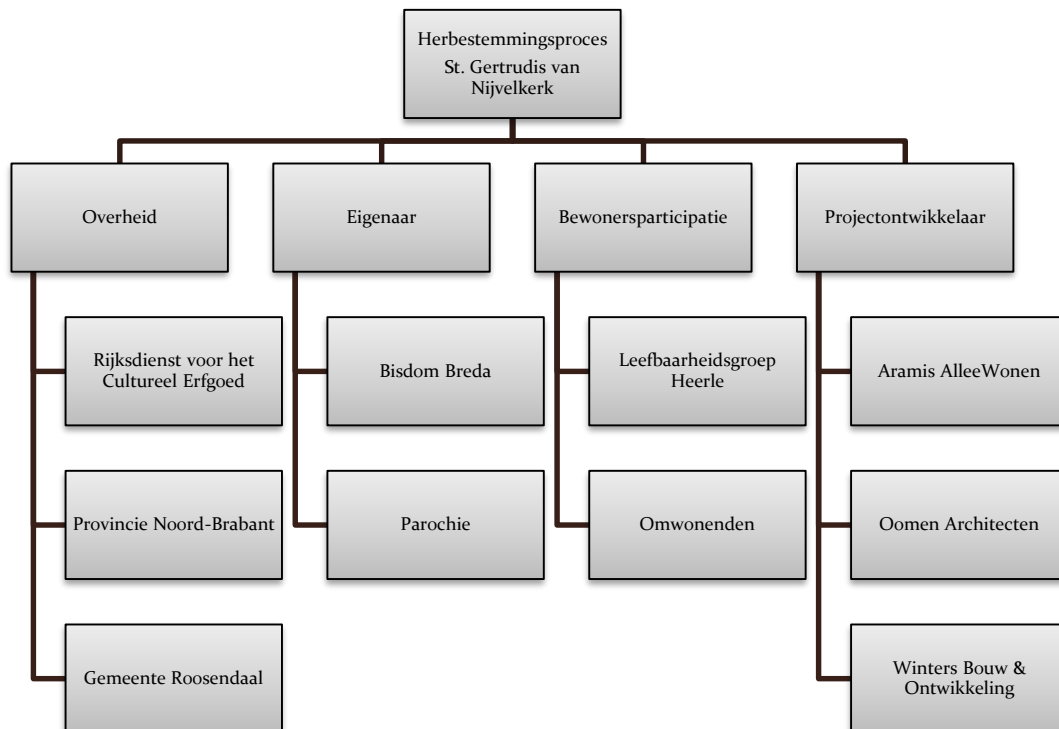 Herbestemmingsproces
St. Gertrudis van
Nijvelkerk
Overheid
Eigenaar
Bewonersparticipatie
Projectontwikkelaar
Rijksdienst voor het
Cultureel Erfgoed
Bisdom Breda
Leefbaarheidsgroep
Heerle
Aramis AlleeWonen
Provincie Noord-Brabant
Parochie
Omwonenden
Oomen Architecten
Gemeente Roosendaal
Winters Bouw &
Ontwikkeling